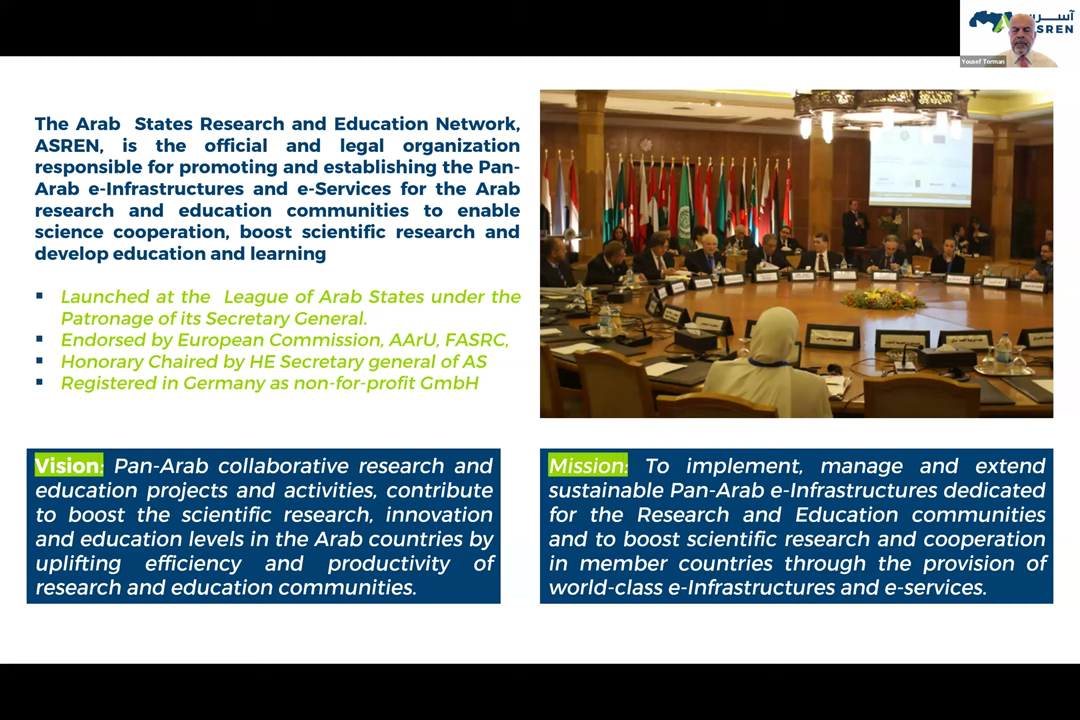 آســـر
SREN
Yousef Torman
The Arab States Research and Education Network,
ASREN, is the official and legal organization
responsible for promoting and establishing the Pan-
Arab e-Infrastructures and e-Services for the Arab
research and education communities to enable
science cooperation, boost scientific research and
develop education and learning
Launched at the League of Arab States under the
Patronage of its Secretary General.
Endorsed by European Commission, AArU, FASRC,
Honorary Chaired by HE Secretary general of AS
Registered in Germany as non-for-profit GmbH
Vision: Pan-Arab collaborative research and
education projects and activities, contribute
to boost the scientific research, innovation
and education levels in the Arab countries by
uplifting efficiency and productivity of
research and education communities.
Mission: To implement, manage and extend
sustainable Pan-Arab e-Infrastructures dedicated
for the Research and Education communities
and to boost scientific research and cooperation
in member countries through the provision of
world-class e-Infrastructures and e-services.